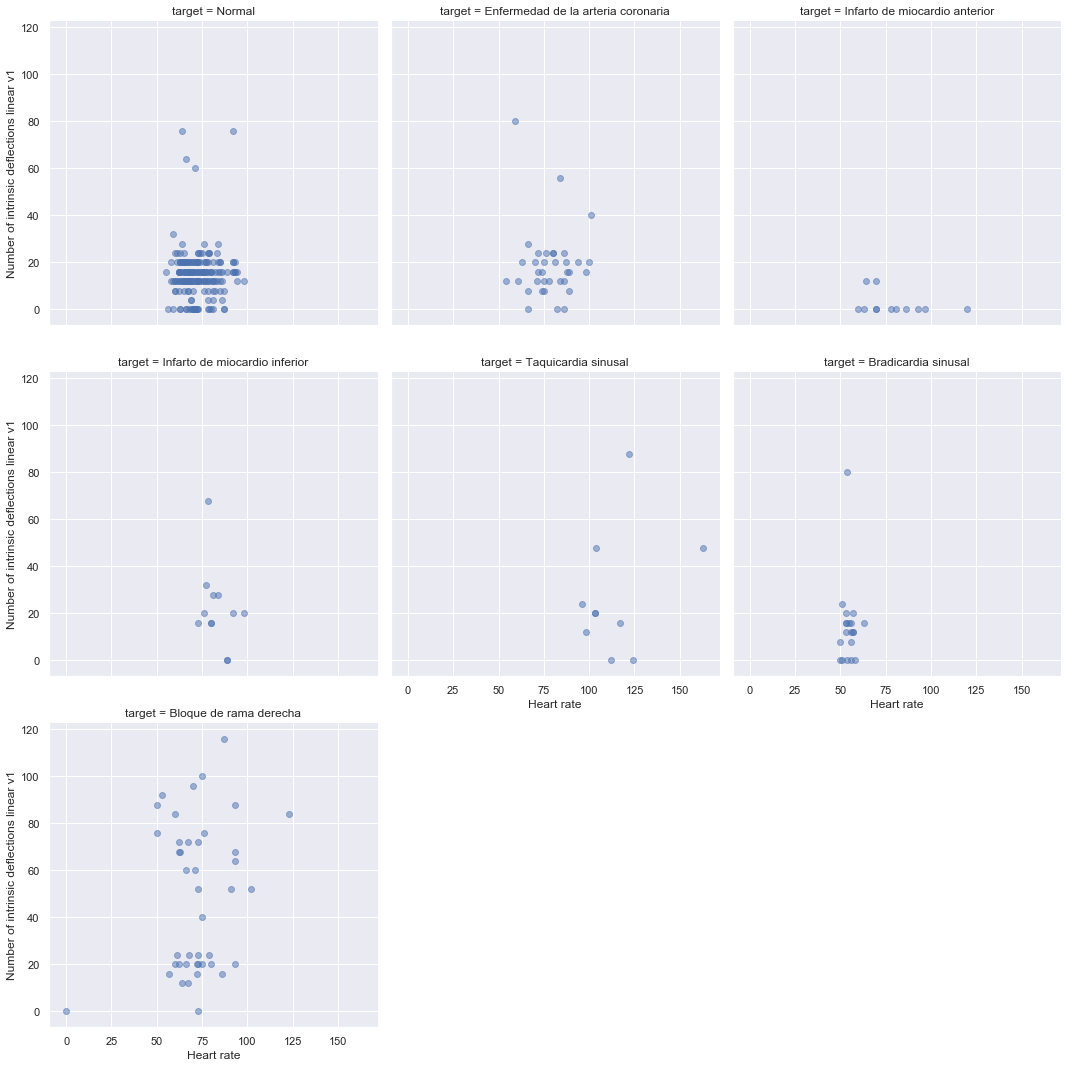 target = Normal
target = Enfermedad de la arteria coronaria
target = Infarto de miocardio anterior
120
100
80
60
40
20
0
Number of intrinsic deflections linear v1
target = Infarto de miocardio inferior
target = Taquicardia sinusal
target = Bradicardia sinusal
120
100
80
60
40
20
0
Number of intrinsic deflections linear v1
0 25 50 75 100 125 150
Heart rate
0 25 50 75 100 125 150
Heart rate
target = Bloque de rama derecha
120
100
80
60
40
20
0
Number of intrinsic deflections linear v1
0 25 50 75 100 125 150
Heart rate